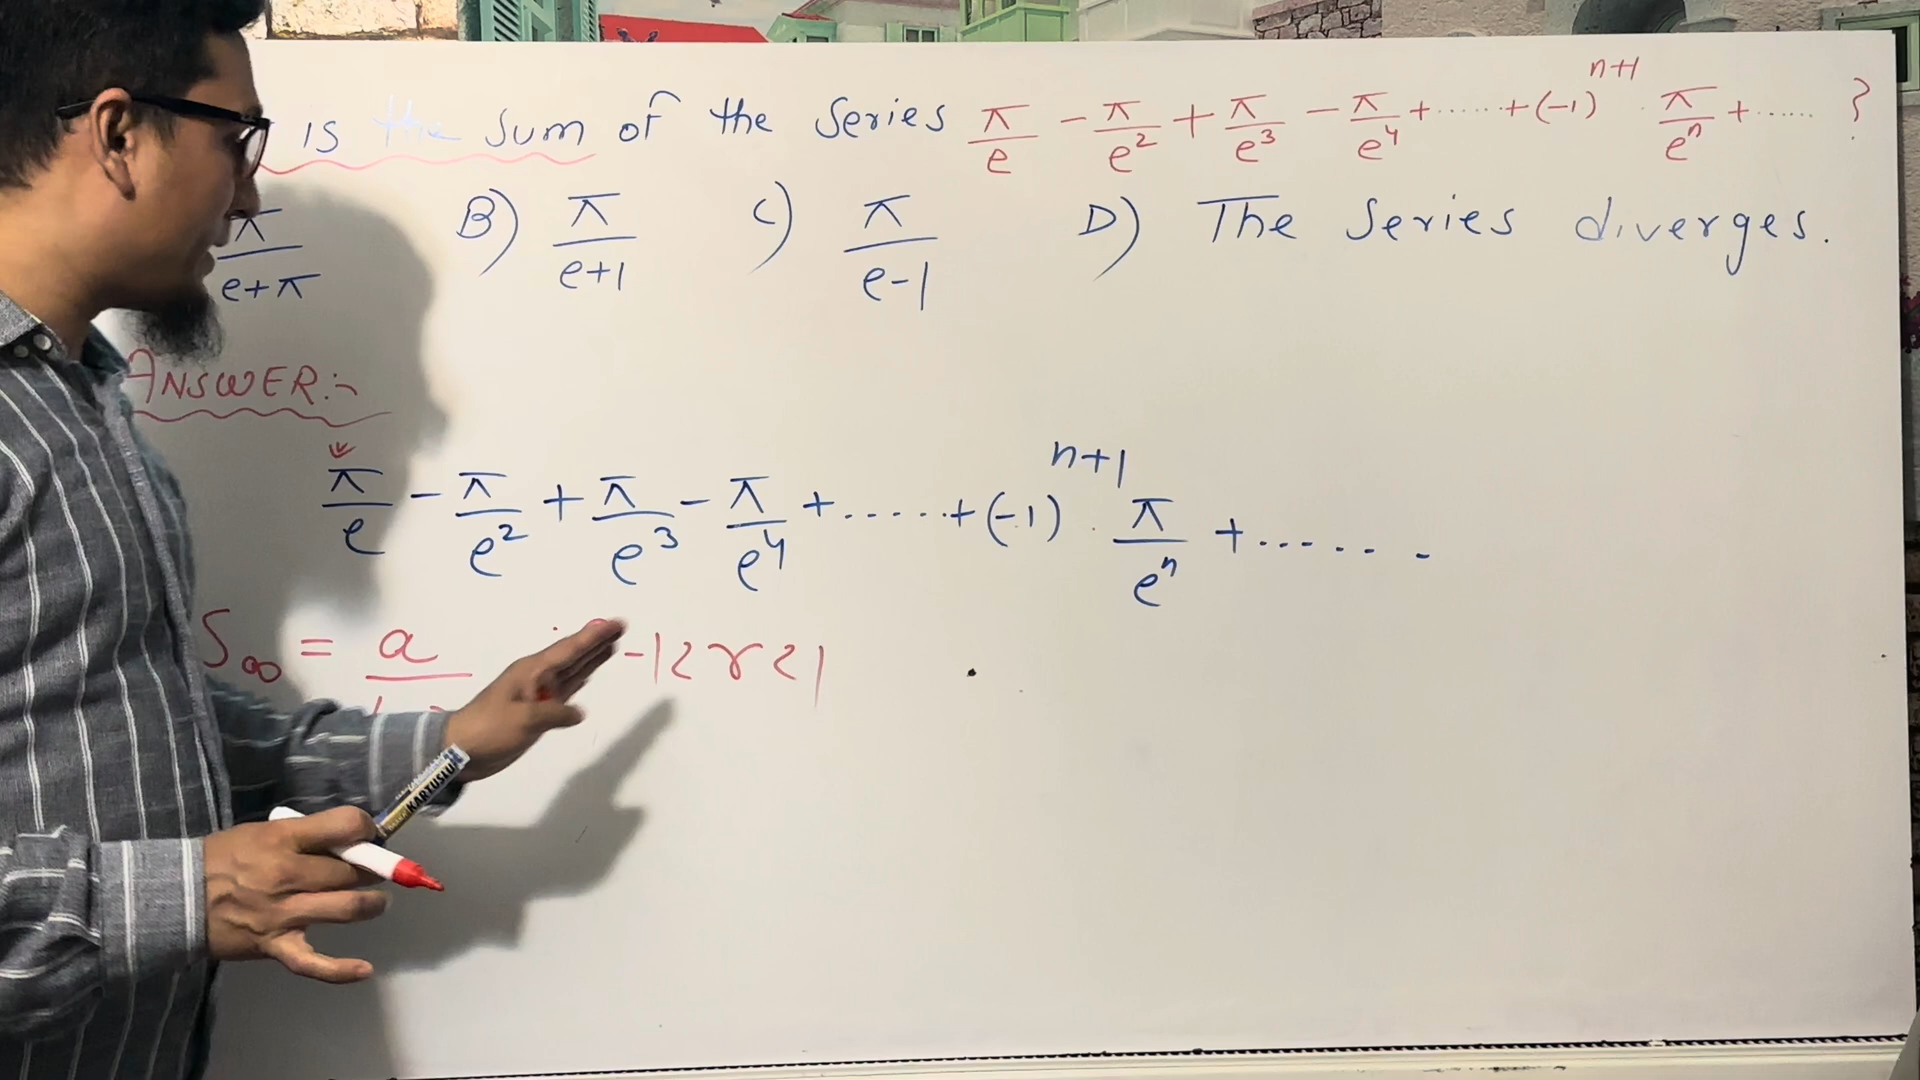 is the sum of the series π/e - π/e² + π/e³ - π/e⁴ + ...... + (-1)ⁿ⁺¹ · π/eⁿ + ...... ?
π/(e+π) B) π/(e+1) C) π/(e-1) D) The series diverges.
ANSWER:-
π/e - π/e² + π/e³ - π/e⁴ + ...... + (-1)ⁿ⁺¹ · π/eⁿ + ......
S∞ = a -1<r<1
KARTUSLU